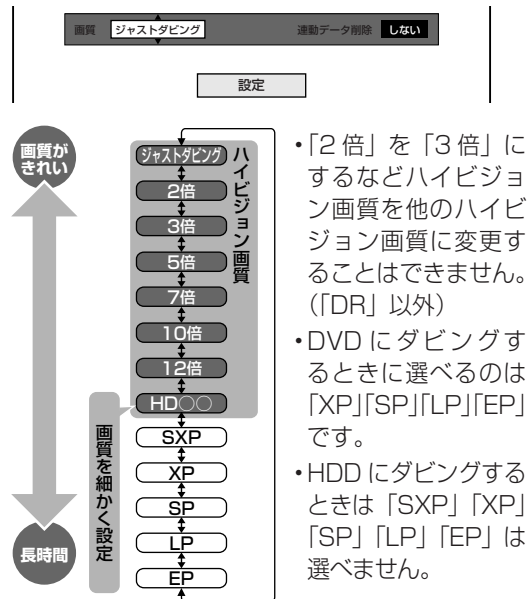 画質 ジャストダビング 連動データ削除 しない
設定
画質が
きれい
長時間
ジャストダビング
2倍
3倍
5倍
7倍
10倍
12倍
HD○○
SXP
XP
SP
LP
EP
ハイビジョン画質
画質を細かく設定
•「2倍」を「3倍」に
するなどハイビジョ
ン画質を他のハイビ
ジョン画質に変更す
ることはできません。
(「DR」以外)
•DVDにダビングす
るときに選べるのは
「XP」「SP」「LP」「EP」
です。
•HDDにダビングする
ときは「SXP」「XP」
「SP」「LP」「EP」は
選べません。